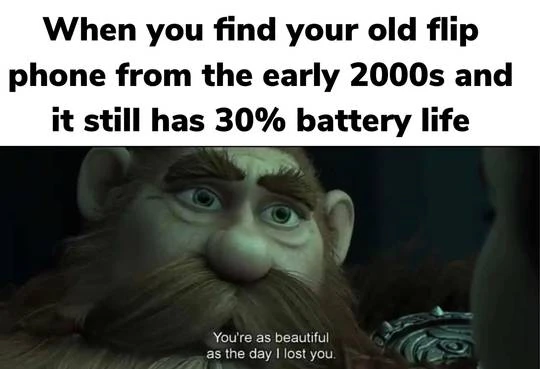 When you find your old flip
phone from the early 2000s and
it still has 30% battery life
You're as beautiful
as the day I lost you.